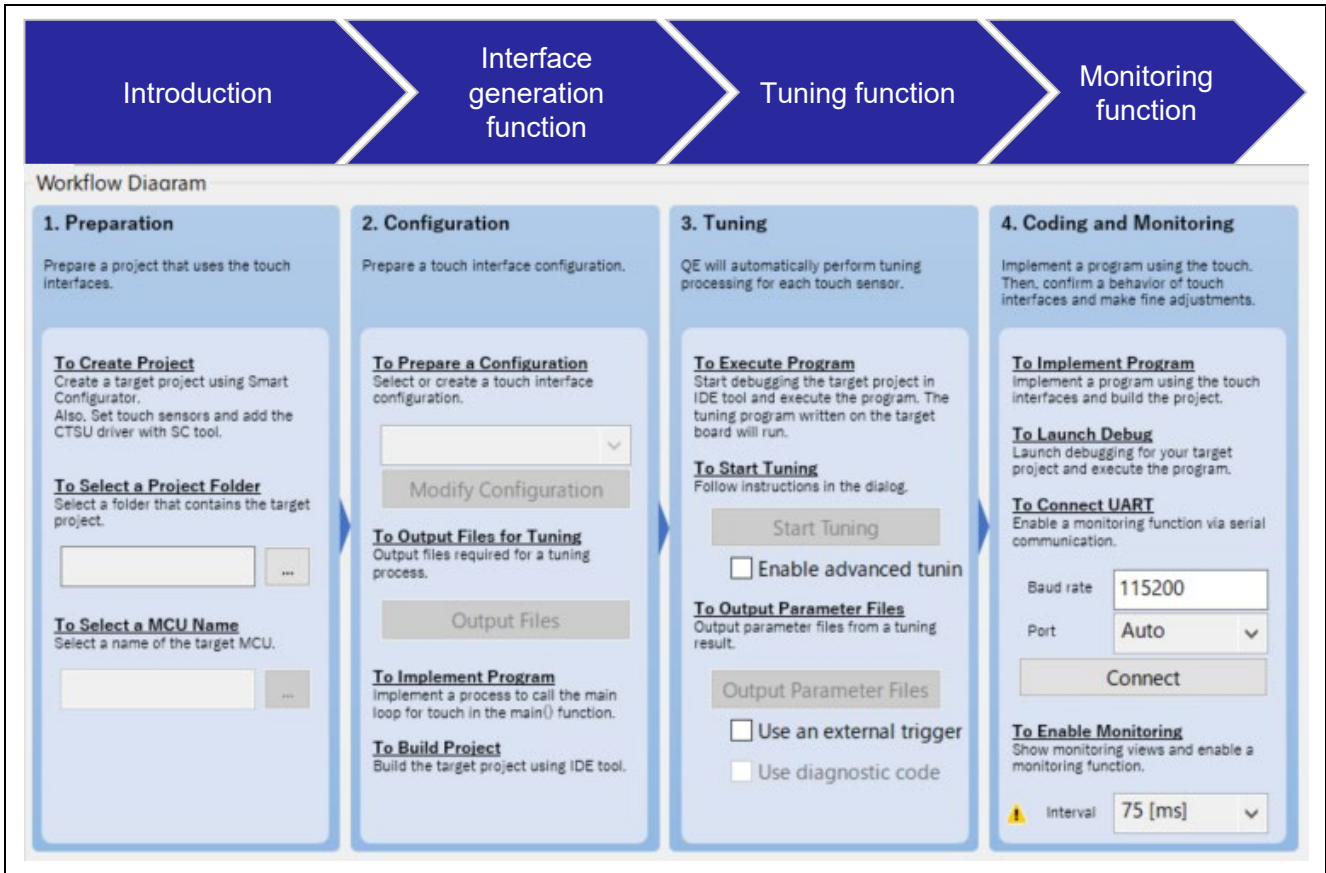 Introduction
Interface
generation
function
Tuning function
Monitoring
function
Workflow Diagram
1. Preparation
Prepare a project that uses the touch
interfaces.
To Create Project
Create a target project using Smart
Configurator.
Also, Set touch sensors and add the
CTSU driver with SC tool.
To Select a Project Folder
Select a folder that contains the target
project.
...
To Select a MCU Name
Select a name of the target MCU.
...
2. Configuration
Prepare a touch interface configuration.
To Prepare a Configuration
Select or create a touch interface
configuration.
Modify Configuration
To Output Files for Tuning
Output files required for a tuning
process.
Output Files
To Implement Program
Implement a process to call the main
loop for touch in the main() function.
To Build Project
Build the target project using IDE tool.
3. Tuning
QE will automatically perform tuning
processing for each touch sensor.
To Execute Program
Start debugging the target project in
IDE tool and execute the program. The
tuning program written on the target
board will run.
To Start Tuning
Follow instructions in the dialog.
Start Tuning
Enable advanced tunin
To Output Parameter Files
Output parameter files from a tuning
result.
Output Parameter Files
Use an external trigger
Use diagnostic code
4. Coding and Monitoring
Implement a program using the touch.
Then, confirm a behavior of touch
interfaces and make fine adjustments.
To Implement Program
Implement a program using the touch
interfaces and build the project.
To Launch Debug
Launch debugging for your target
project and execute the program.
To Connect UART
Enable a monitoring function via serial
communication.
Baud rate 115200
Port Auto
Connect
To Enable Monitoring
Show monitoring views and enable a
monitoring function.
Interval 75 [ms]